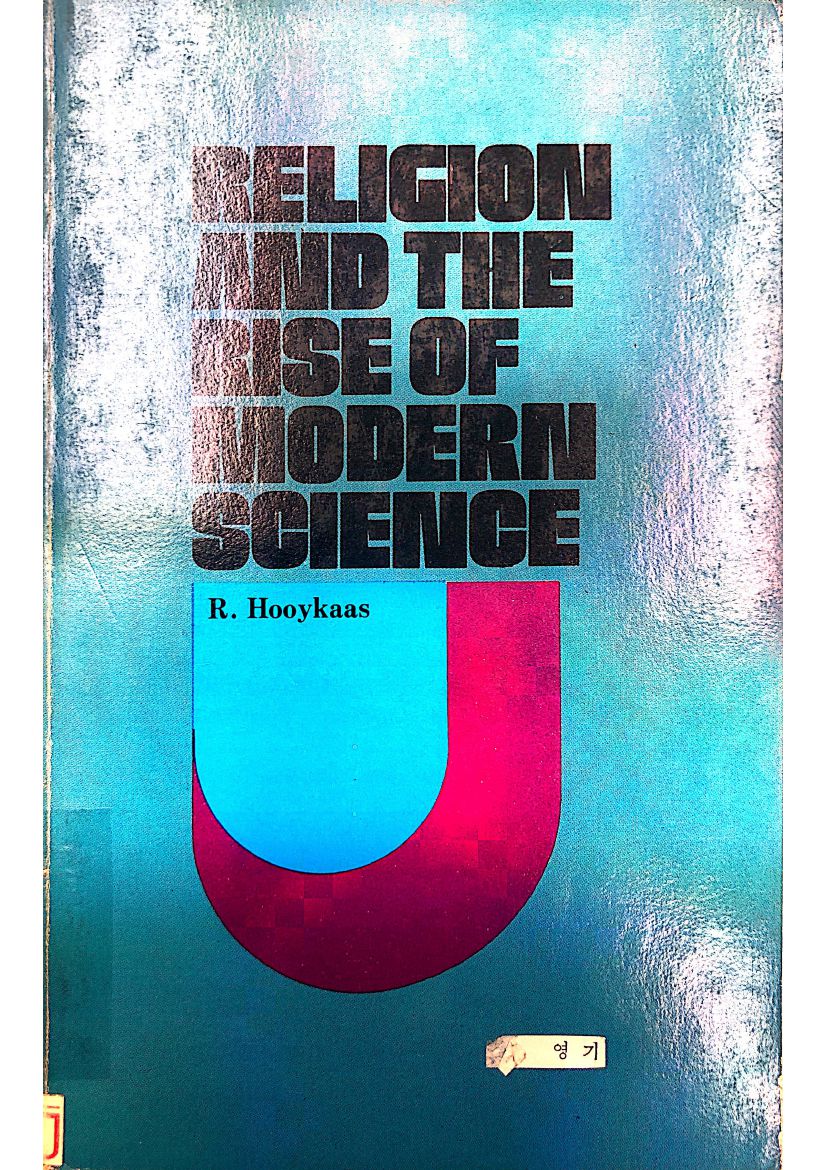 RELIGION
AND THE
RISE OF
MODERN
SCIENCE
R. Hooykaas
영 기